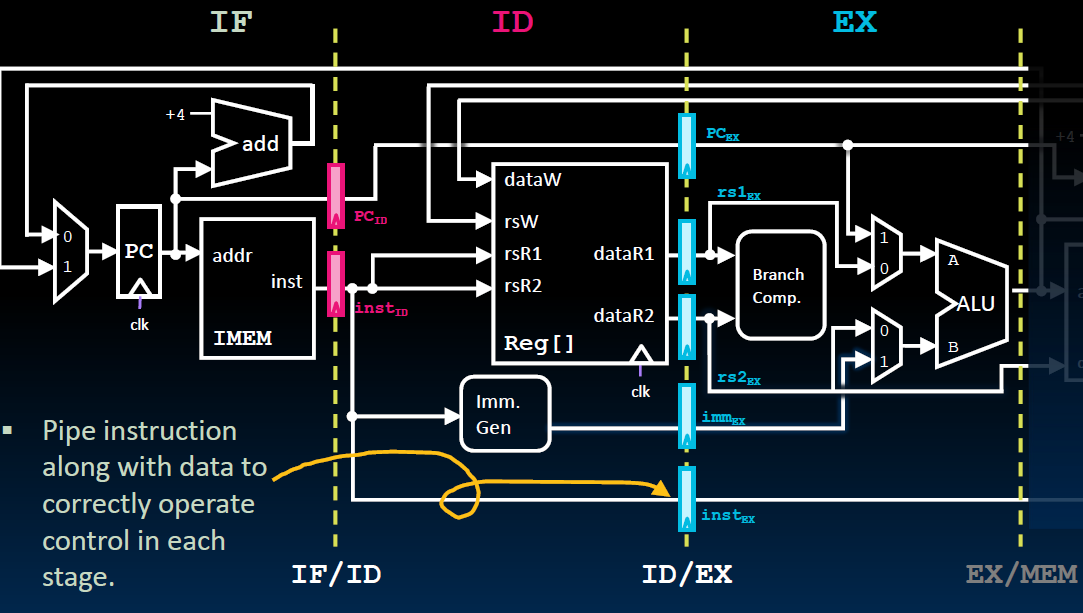 IF
ID
EX
+4
add
0
1
PC
clk
addr
inst
IMEM
PC_ID
inst_ID
dataW
rsW
rsR1
rsR2
dataR1
dataR2
Reg[]
clk
Imm.
Gen
PC_EX
rs1_EX
Branch
Comp.
rs2_EX
imm_EX
inst_EX
1
0
0
1
A
ALU
B
+4
▪ Pipe instruction
along with data to
correctly operate
control in each
stage.
IF/ID
ID/EX
EX/MEM